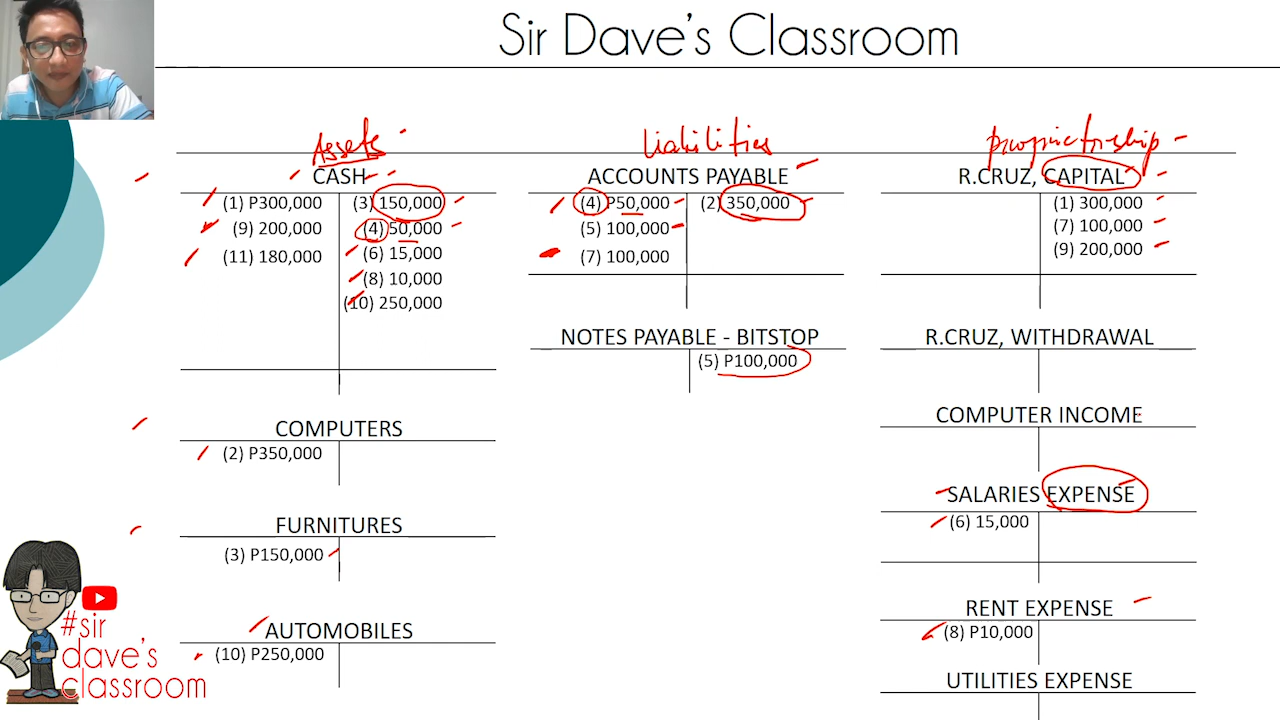 Sir Dave's Classroom
Assets
liabilities
proprietorship
CASH
(1) P300,000 (3) 150,000
(9) 200,000 (4) 50,000
(11) 180,000 (6) 15,000
(8) 10,000
(10) 250,000
COMPUTERS
(2) P350,000
FURNITURES
(3) P150,000
AUTOMOBILES
(10) P250,000
ACCOUNTS PAYABLE
(4) P50,000 (2) 350,000
(5) 100,000
(7) 100,000
NOTES PAYABLE - BITSTOP
(5) P100,000
R.CRUZ, CAPITAL
(1) 300,000
(7) 100,000
(9) 200,000
R.CRUZ, WITHDRAWAL
COMPUTER INCOME
SALARIES EXPENSE
(6) 15,000
RENT EXPENSE
(8) P10,000
UTILITIES EXPENSE
#sir
dave's
classroom